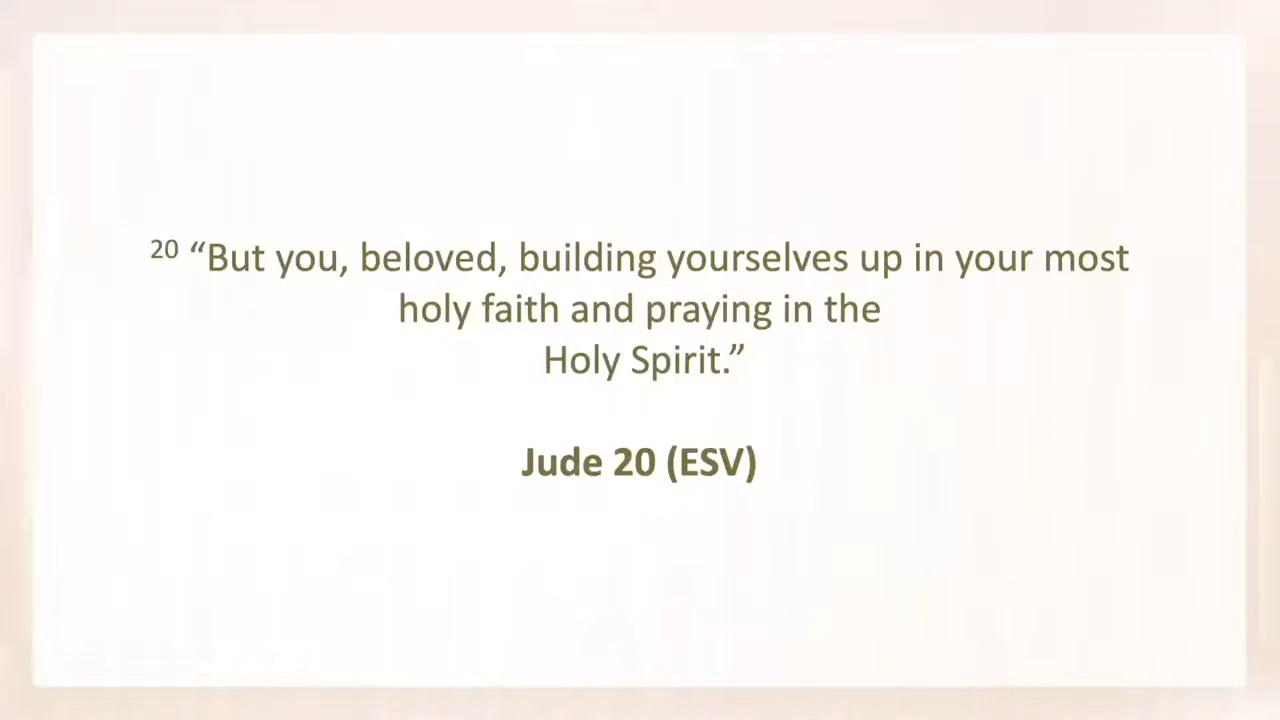 20 “But you, beloved, building yourselves up in your most
holy faith and praying in the
Holy Spirit.”
Jude 20 (ESV)